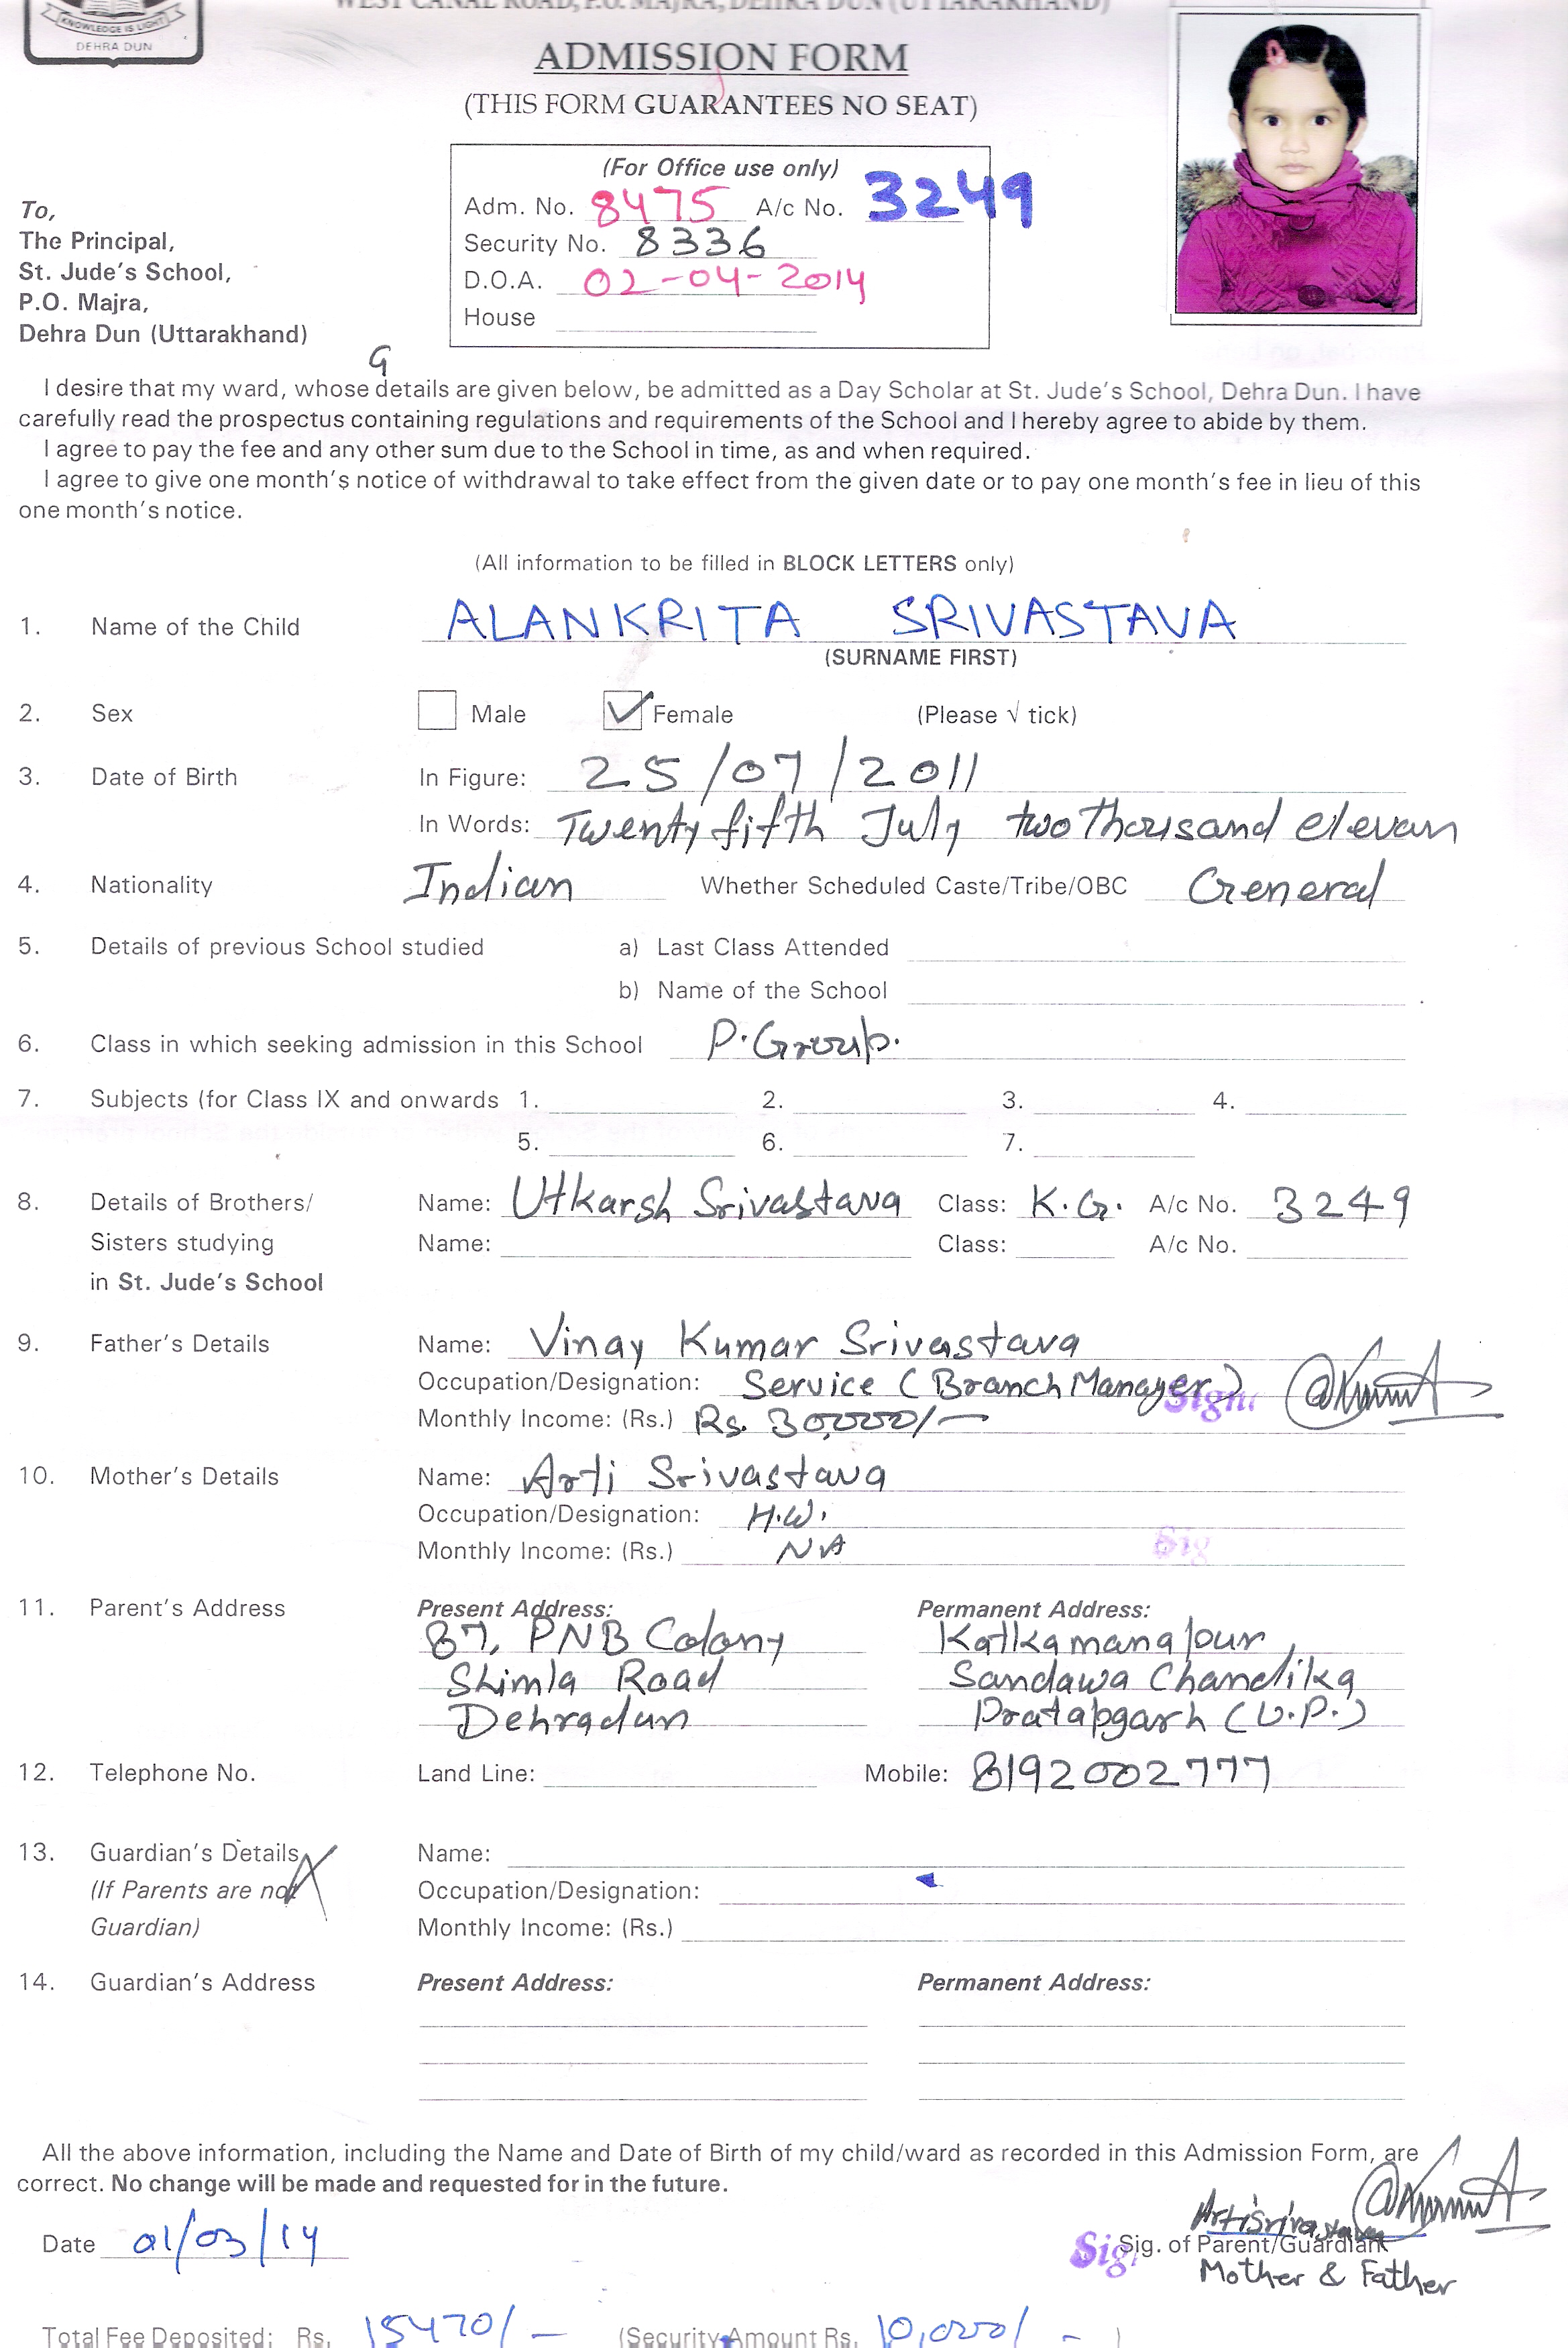 KNOWLEDGE IS LIGHT
DEHRA DUN
WEST CANAL ROAD, P.O. MAJRA, DEHRA DUN (UTTARAKHAND)
ADMISSION FORM
(THIS FORM GUARANTEES NO SEAT)
(For Office use only)
Adm. No. 8475 A/c No. 3249
Security No. 8336
D.O.A. 02-04-2014
House
To,
The Principal,
St. Jude's School,
P.O. Majra,
Dehra Dun (Uttarakhand)
G
I desire that my ward, whose details are given below, be admitted as a Day Scholar at St. Jude's School, Dehra Dun. I have
carefully read the prospectus containing regulations and requirements of the School and I hereby agree to abide by them.
I agree to pay the fee and any other sum due to the School in time, as and when required.
I agree to give one month's notice of withdrawal to take effect from the given date or to pay one month's fee in lieu of this
one month's notice.
(All information to be filled in BLOCK LETTERS only)
1. Name of the Child ALANKRITA SRIVASTAVA
(SURNAME FIRST)
2. Sex Male ✓ Female (Please √ tick)
3. Date of Birth In Figure: 25/07/2011
In Words: Twenty fifth July two thousand elevan
4. Nationality Indian Whether Scheduled Caste/Tribe/OBC General
5. Details of previous School studied a) Last Class Attended
b) Name of the School
6. Class in which seeking admission in this School P.Group.
7. Subjects (for Class IX and onwards 1. 2. 3. 4.
5. 6. 7.
8. Details of Brothers/ Name: Utkarsh Srivastava Class: K.G. A/c No. 3249
Sisters studying Name: Class: A/c No.
in St. Jude's School
9. Father's Details Name: Vinay Kumar Srivastava
Occupation/Designation: Service (Branch Manager) Sign.
Monthly Income: (Rs.) Rs. 30,000/-
10. Mother's Details Name: Arti Srivastava
Occupation/Designation: H.W.
Monthly Income: (Rs.) NA Sig
11. Parent's Address Present Address: Permanent Address:
87, PNB Colony Katkamanapur,
Shimla Road Sandawa Chandika
Dehradun Pratapgarh (U.P.)
12. Telephone No. Land Line: Mobile: 8192002777
13. Guardian's Details Name:
(If Parents are not Occupation/Designation:
Guardian) Monthly Income: (Rs.)
14. Guardian's Address Present Address: Permanent Address:
All the above information, including the Name and Date of Birth of my child/ward as recorded in this Admission Form, are
correct. No change will be made and requested for in the future.
Arti Srivastava
Date 01/03/14 Sig. Sig. of Parent/Guardian
Mother & Father
Total Fee Deposited: Rs. 15470/- (Security Amount Rs. 10,000/- )